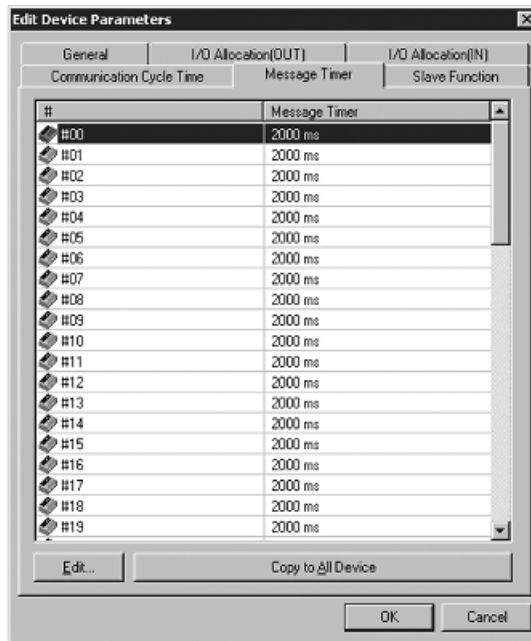 Edit Device Parameters
General I/O Allocation(OUT) I/O Allocation(IN)
Communication Cycle Time Message Timer Slave Function
# Message Timer
#00 2000 ms
#01 2000 ms
#02 2000 ms
#03 2000 ms
#04 2000 ms
#05 2000 ms
#06 2000 ms
#07 2000 ms
#08 2000 ms
#09 2000 ms
#10 2000 ms
#11 2000 ms
#12 2000 ms
#13 2000 ms
#14 2000 ms
#15 2000 ms
#16 2000 ms
#17 2000 ms
#18 2000 ms
#19 2000 ms
Edit... Copy to All Device
OK Cancel